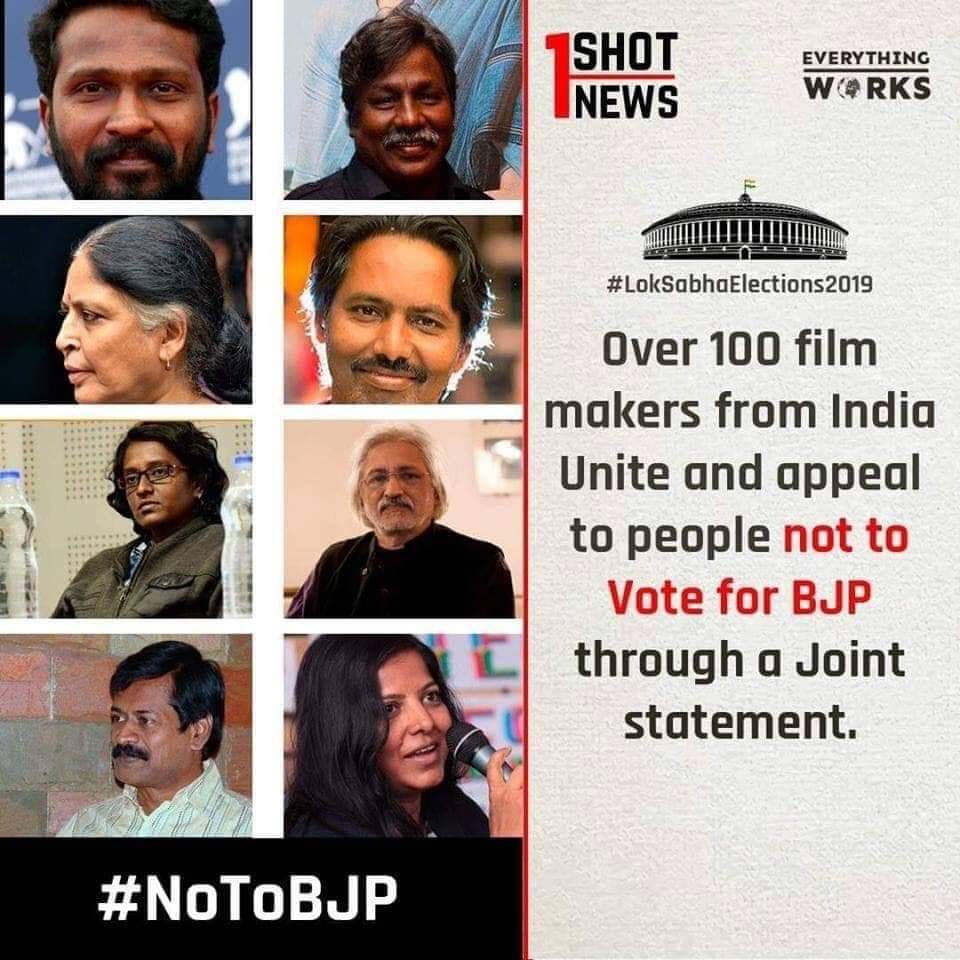 1SHOT
NEWS
EVERYTHING
WORKS
#LokSabhaElections2019
Over 100 film
makers from India
Unite and appeal
to people not to
Vote for BJP
through a Joint
statement.
#NoToBJP